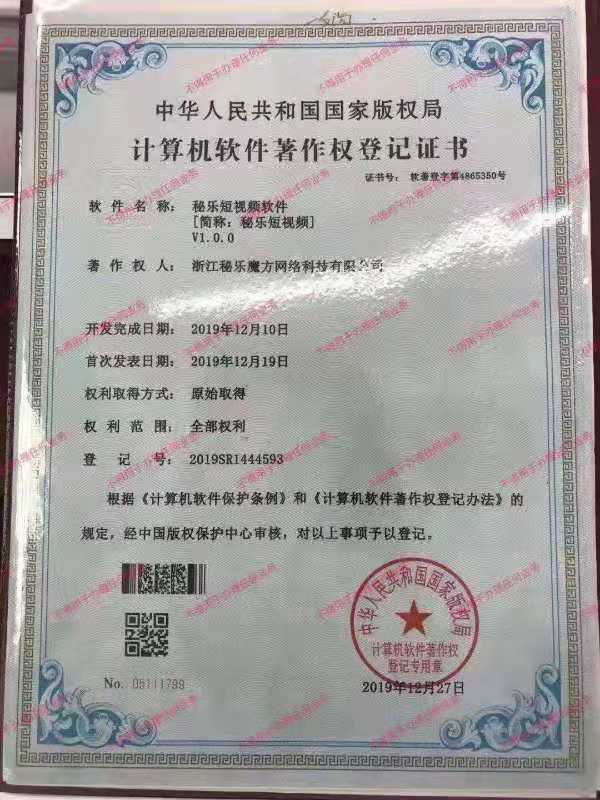 中华人民共和国国家版权局
计算机软件著作权登记证书
证书号： 软著登字第4865350号
软件名称： 秘乐短视频软件
[简称：秘乐短视频]
V1.0.0
著作权人： 浙江秘乐魔方网络科技有限公司
开发完成日期： 2019年12月10日
首次发表日期： 2019年12月19日
权利取得方式： 原始取得
权利范围： 全部权利
登记号： 2019SR1444593
根据《计算机软件保护条例》和《计算机软件著作权登记办法》的
规定，经中国版权保护中心审核，对以上事项予以登记。
中华人民共和国国家版权局
计算机软件著作权
登记专用章
No. 05111799
2019年12月27日
不得用于办理任何业务